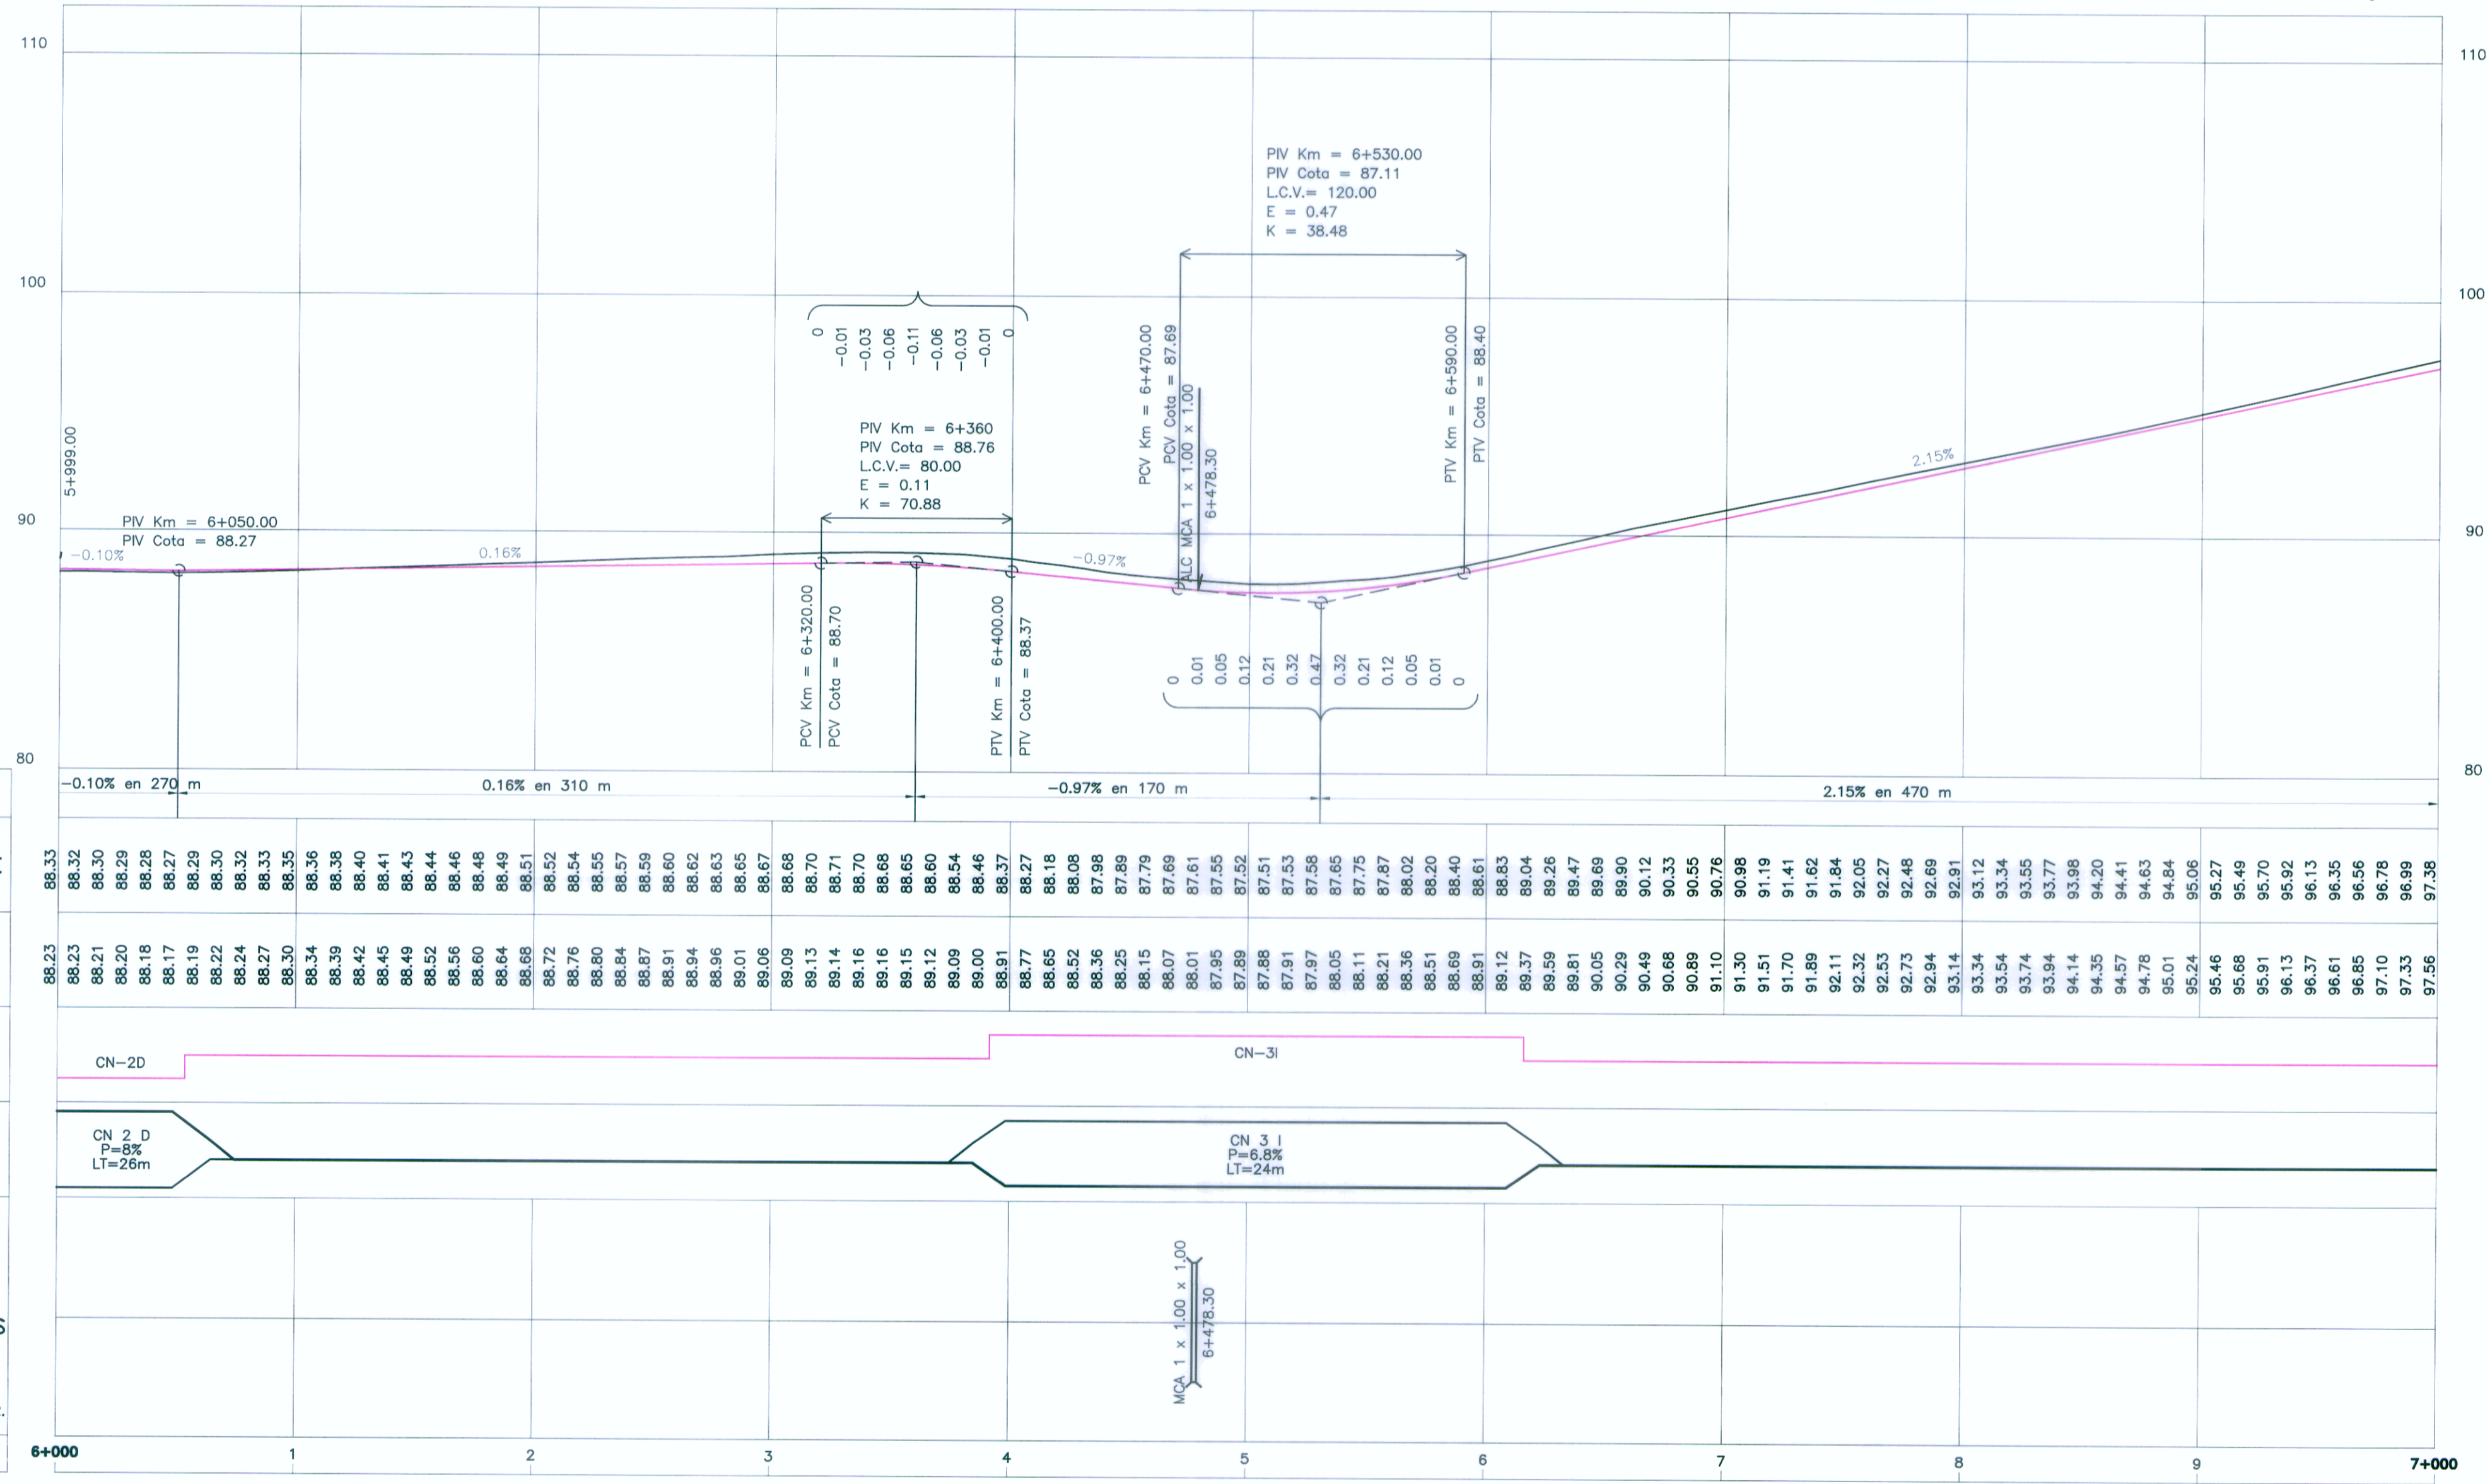 110
110
100
100
90
90
80
80
5+999.00
PIV Km = 6+050.00
PIV Cota = 88.27
-0.10%
0.16%
0
-0.01
-0.03
-0.06
-0.11
-0.06
-0.03
-0.01
0
PIV Km = 6+360
PIV Cota = 88.76
L.C.V.= 80.00
E = 0.11
K = 70.88
PCV Km = 6+320.00
PCV Cota = 88.70
PTV Km = 6+400.00
PTV Cota = 88.37
-0.97%
PIV Km = 6+530.00
PIV Cota = 87.11
L.C.V.= 120.00
E = 0.47
K = 38.48
PCV Km = 6+470.00
PCV Cota = 87.69
ALC MCA 1 x 1.00 x 1.00
6+478.30
PTV Km = 6+590.00
PTV Cota = 88.40
0
0.01
0.05
0.12
0.21
0.32
0.47
0.32
0.21
0.12
0.05
0.01
0
2.15%
-0.10% en 270 m
0.16% en 310 m
-0.97% en 170 m
2.15% en 470 m
88.33 88.32 88.30 88.29 88.28 88.27 88.29 88.30 88.32 88.33 88.35 88.36 88.38 88.40 88.41 88.43 88.44 88.46 88.48 88.49 88.51 88.52 88.54 88.55 88.57 88.59 88.60 88.62 88.63 88.65 88.67 88.68 88.70 88.71 88.70 88.68 88.65 88.60 88.54 88.46 88.37 88.27 88.18 88.08 87.98 87.89 87.79 87.69 87.61 87.55 87.52 87.51 87.53 87.58 87.65 87.75 87.87 88.02 88.20 88.40 88.61 88.83 89.04 89.26 89.47 89.69 89.90 90.12 90.33 90.55 90.76 90.98 91.19 91.41 91.62 91.84 92.05 92.27 92.48 92.69 92.91 93.12 93.34 93.55 93.77 93.98 94.20 94.41 94.63 94.84 95.06 95.27 95.49 95.70 95.92 96.13 96.35 96.56 96.78 96.99 97.38
88.23 88.23 88.21 88.20 88.18 88.17 88.19 88.22 88.24 88.27 88.30 88.34 88.39 88.42 88.45 88.49 88.52 88.56 88.60 88.64 88.68 88.72 88.76 88.80 88.84 88.87 88.91 88.94 88.96 89.01 89.06 89.09 89.13 89.14 89.16 89.16 89.15 89.12 89.09 89.00 88.91 88.77 88.65 88.52 88.36 88.25 88.15 88.07 88.01 87.95 87.89 87.88 87.91 87.97 88.05 88.11 88.21 88.36 88.51 88.69 88.91 89.12 89.37 89.59 89.81 90.05 90.29 90.49 90.68 90.89 91.10 91.30 91.51 91.70 91.89 92.11 92.32 92.53 92.73 92.94 93.14 93.34 93.54 93.74 93.94 94.14 94.35 94.57 94.78 95.01 95.24 95.46 95.68 95.91 96.13 96.37 96.61 96.85 97.10 97.33 97.56
CN-2D
CN-3I
CN 2 D
P=8%
LT=26m
CN 3 I
P=6.8%
LT=24m
MCA 1 x 1.00 x 1.00
6+478.30
6+000 1 2 3 4 5 6 7 8 9 7+000